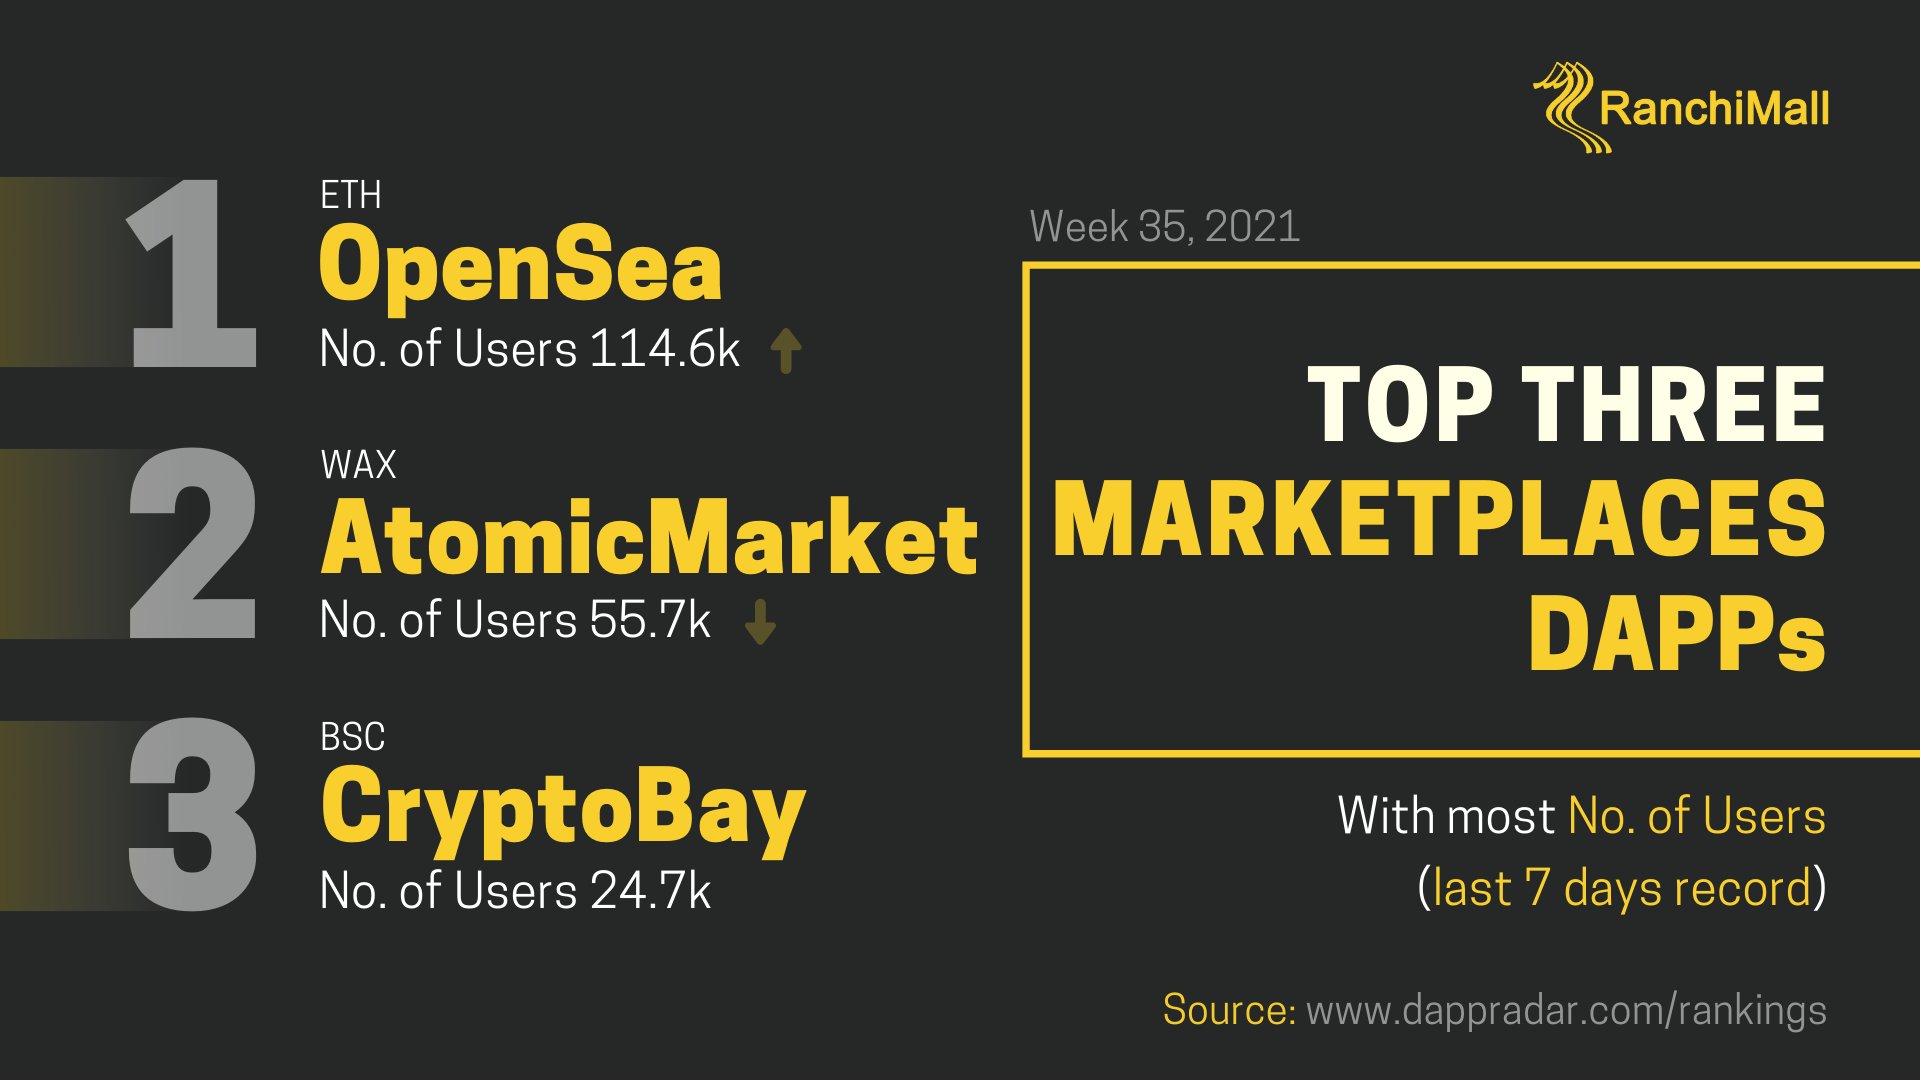 RanchiMall
1
ETH
OpenSea
No. of Users 114.6k
2
WAX
AtomicMarket
No. of Users 55.7k
3
BSC
CryptoBay
No. of Users 24.7k
Week 35, 2021
TOP THREE
MARKETPLACES
DAPPs
With most No. of Users
(last 7 days record)
Source: www.dappradar.com/rankings